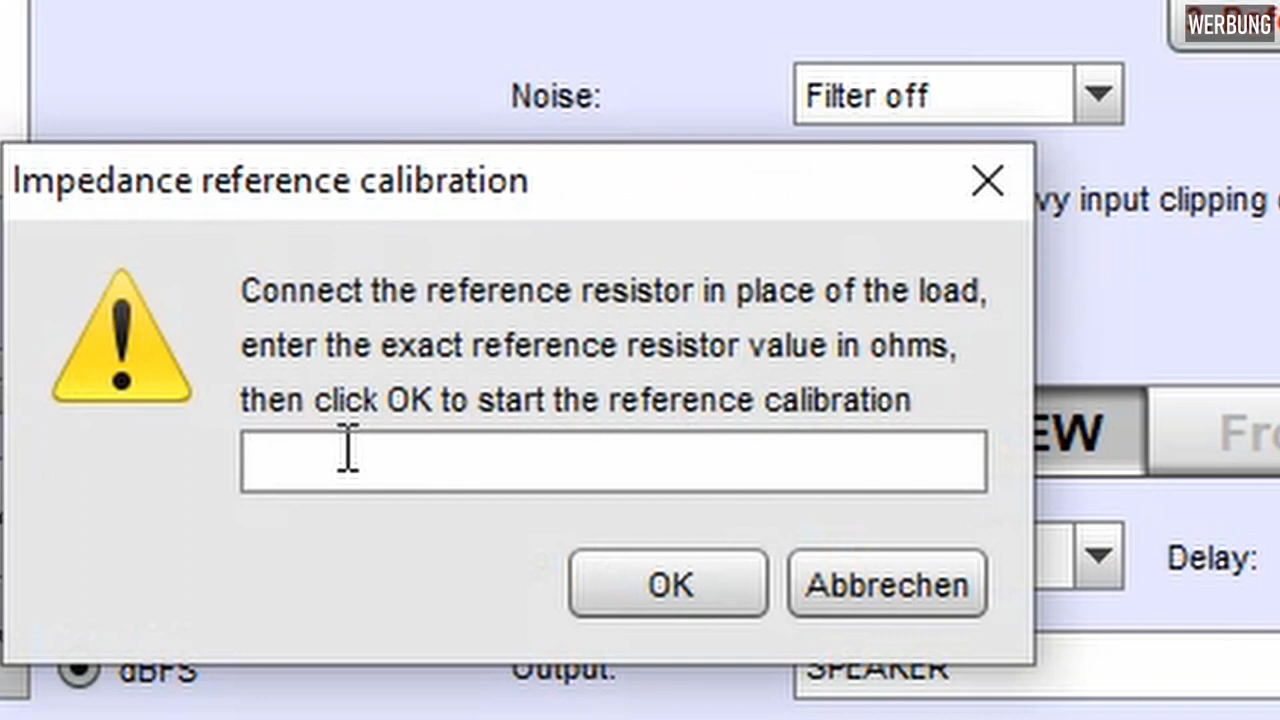 WERBUNG
Noise:
Filter off
Impedance reference calibration
vy input clipping
Connect the reference resistor in place of the load,
enter the exact reference resistor value in ohms,
then click OK to start the reference calibration
EW
Fre
OK
Abbrechen
Delay:
dBFS
Output:
SPEAKER